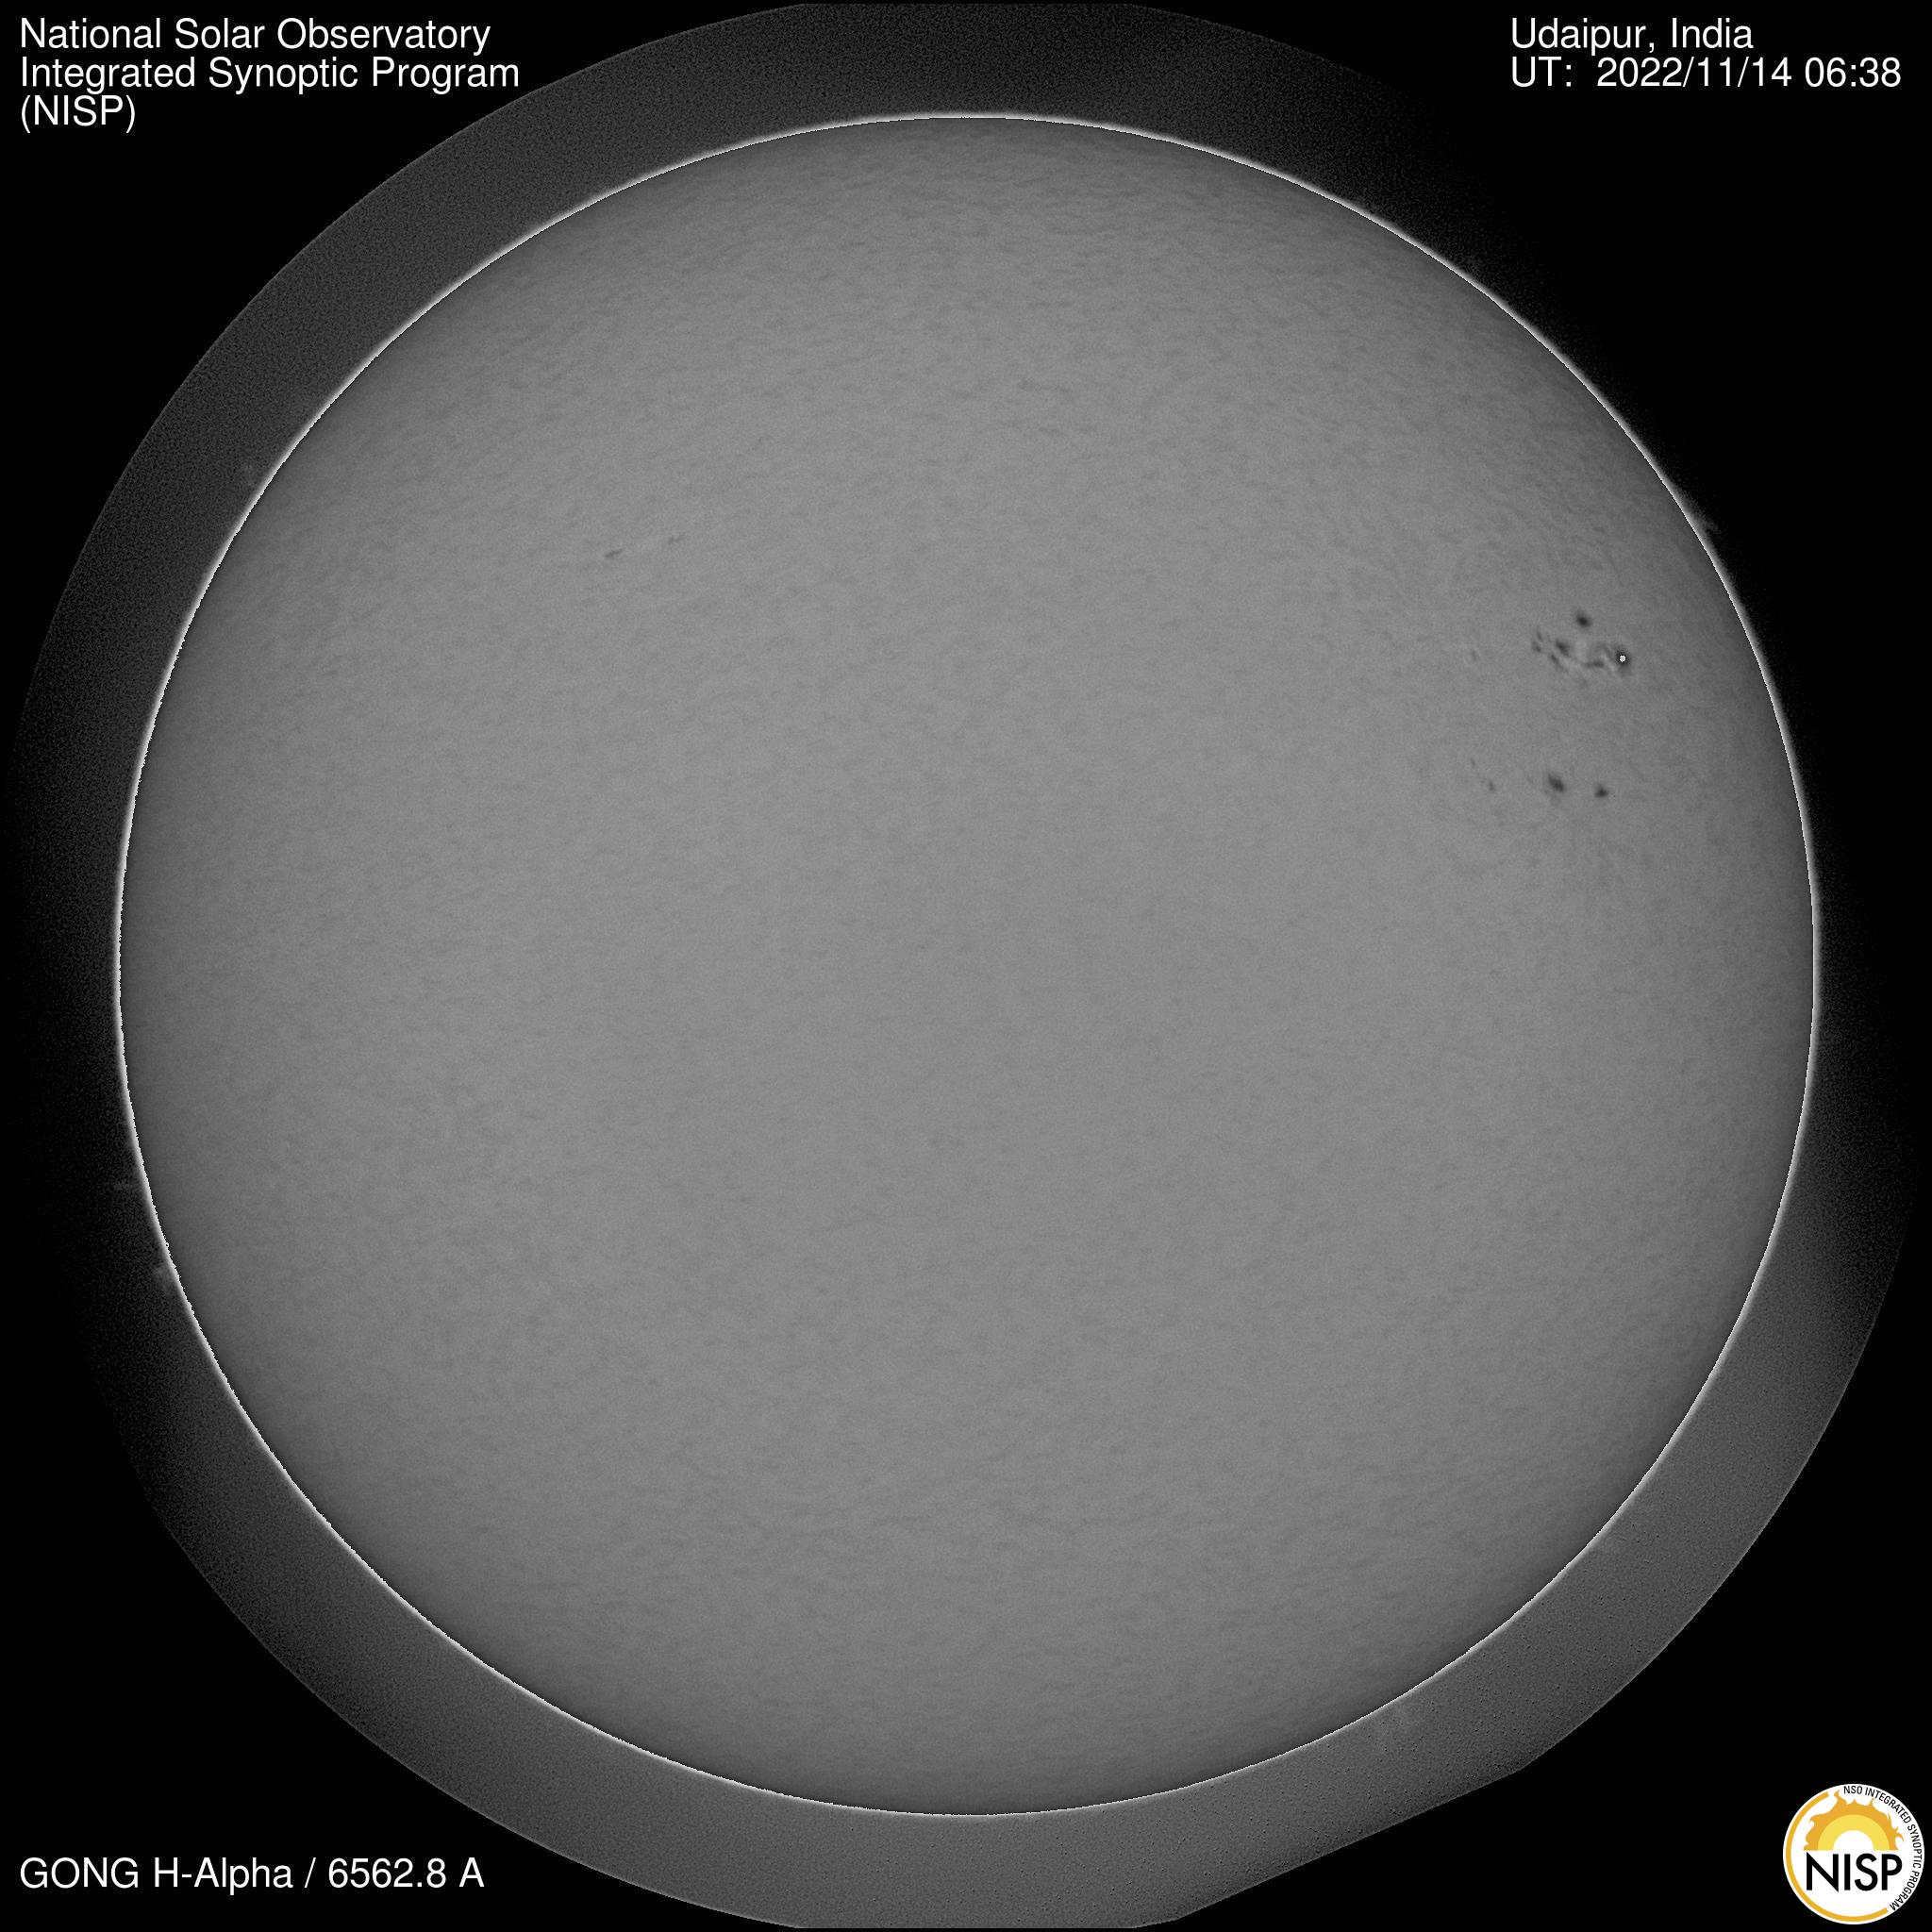 National Solar Observatory
Integrated Synoptic Program
(NISP)
Udaipur, India
UT: 2022/11/14 06:38
GONG H-Alpha / 6562.8 A
NSO INTEGRATED SYNOPTIC PROGRAM
NISP